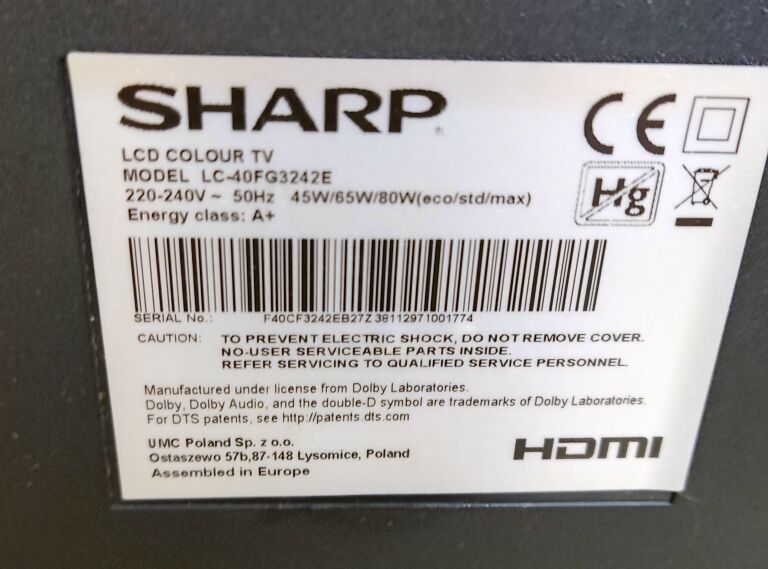 SHARP
LCD COLOUR TV
MODEL LC-40FG3242E
220-240V ~ 50Hz 45W/65W/80W(eco/std/max)
Energy class: A+
CE
Hg
SERIAL No.: F40CF3242EB27Z38112971001774
CAUTION: TO PREVENT ELECTRIC SHOCK, DO NOT REMOVE COVER.
NO-USER SERVICEABLE PARTS INSIDE.
REFER SERVICING TO QUALIFIED SERVICE PERSONNEL.
Manufactured under license from Dolby Laboratories.
Dolby, Dolby Audio, and the double-D symbol are trademarks of Dolby Laboratories.
For DTS patents, see http://patents.dts.com
UMC Poland Sp. z o.o.
Ostaszewo 57b,87-148 Lysomice, Poland
Assembled in Europe
HDMI